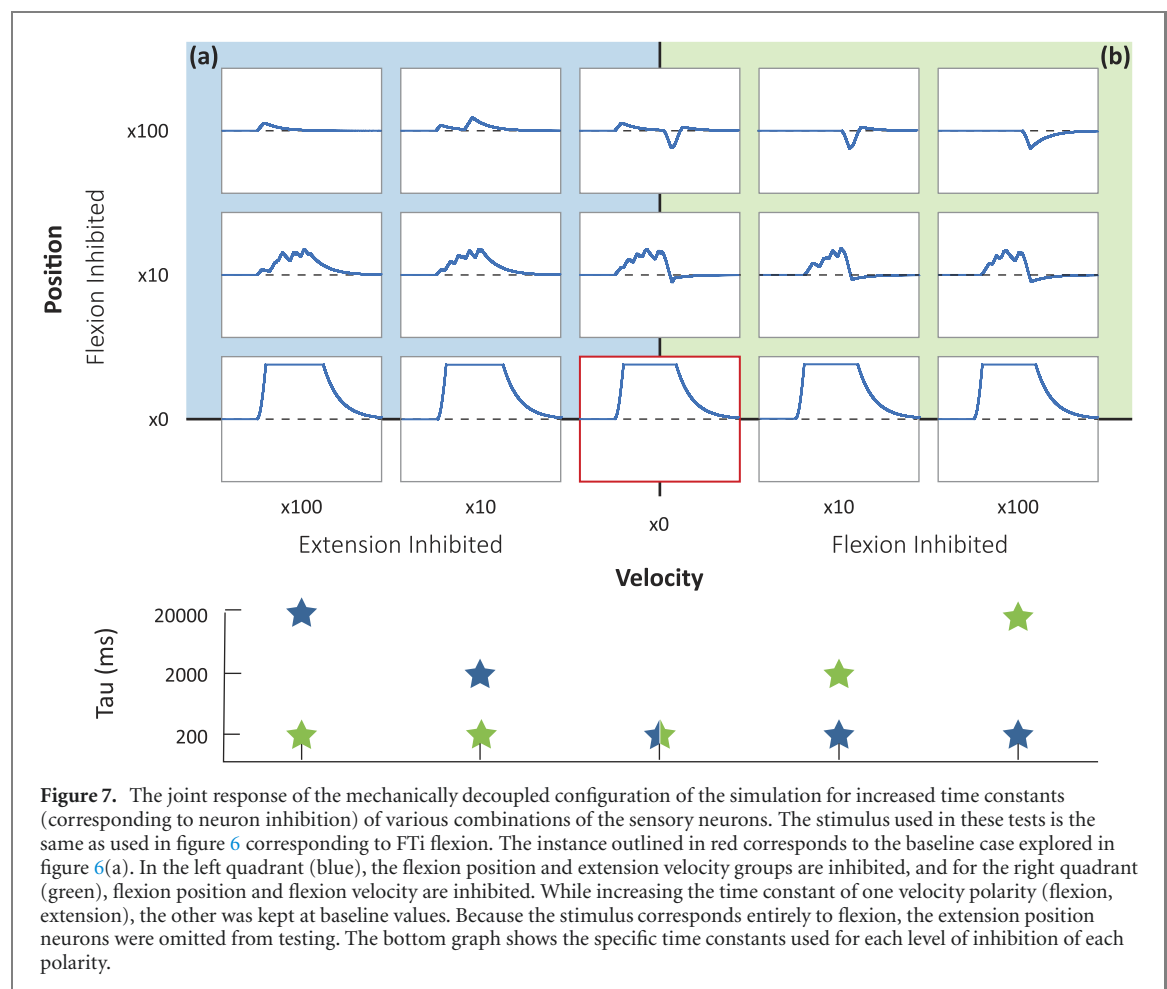 (a)
(b)
x100
x10
x0
Position
Flexion Inhibited
x100
x10
x0
x10
x100
Extension Inhibited
Flexion Inhibited
Velocity
Tau (ms)
20000
2000
200
Figure 7. The joint response of the mechanically decoupled configuration of the simulation for increased time constants
(corresponding to neuron inhibition) of various combinations of the sensory neurons. The stimulus used in these tests is the
same as used in figure 6 corresponding to FTi flexion. The instance outlined in red corresponds to the baseline case explored in
figure 6(a). In the left quadrant (blue), the flexion position and extension velocity groups are inhibited, and for the right quadrant
(green), flexion position and flexion velocity are inhibited. While increasing the time constant of one velocity polarity (flexion,
extension), the other was kept at baseline values. Because the stimulus corresponds entirely to flexion, the extension position
neurons were omitted from testing. The bottom graph shows the specific time constants used for each level of inhibition of each
polarity.